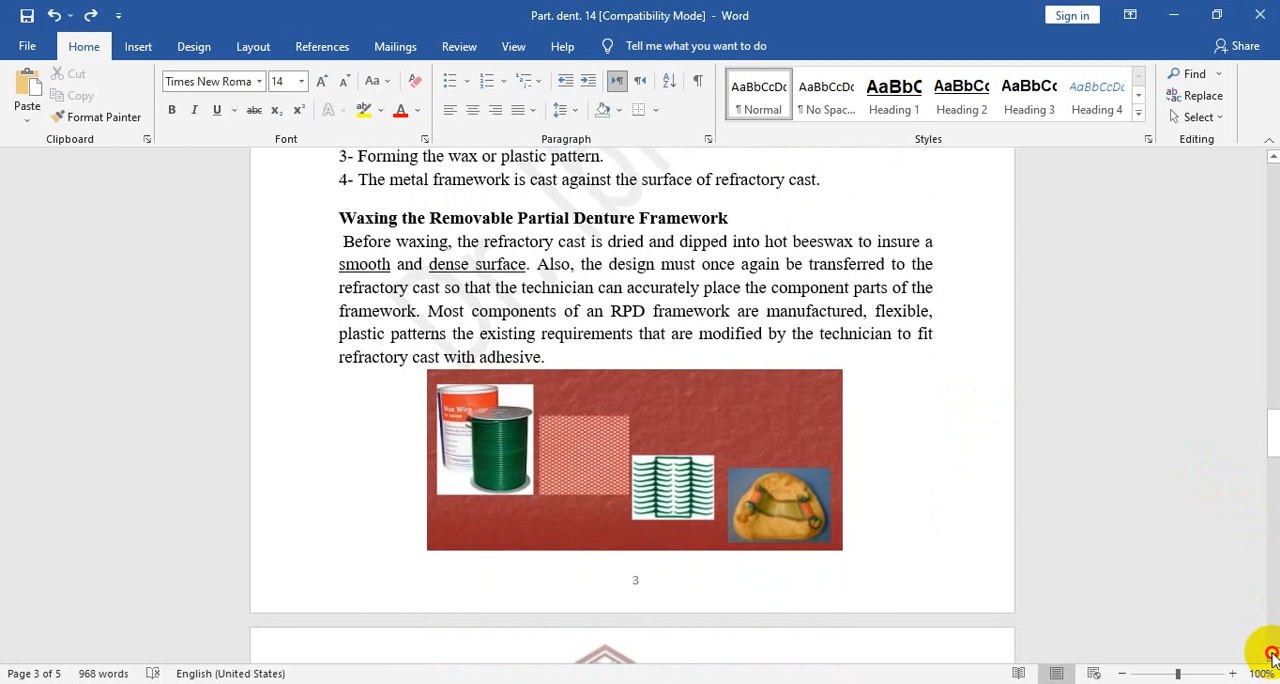 Part. dent. 14 [Compatibility Mode] - Word
Sign in
File Home Insert Design Layout References Mailings Review View Help Tell me what you want to do Share
Paste
Cut
Copy
Format Painter
Clipboard
Times New Roma 14
Font
Paragraph
AaBbCcDc AaBbCcDc AaBbC AaBbCc AaBbCc AaBbCcDc
¶ Normal ¶ No Spac... Heading 1 Heading 2 Heading 3 Heading 4
Styles
Find
Replace
Select
Editing
3- Forming the wax or plastic pattern.
4- The metal framework is cast against the surface of refractory cast.
Waxing the Removable Partial Denture Framework
Before waxing, the refractory cast is dried and dipped into hot beeswax to insure a
smooth and dense surface. Also, the design must once again be transferred to the
refractory cast so that the technician can accurately place the component parts of the
framework. Most components of an RPD framework are manufactured, flexible,
plastic patterns the existing requirements that are modified by the technician to fit
refractory cast with adhesive.
Wax Wire
3
Page 3 of 5 968 words English (United States) 100%